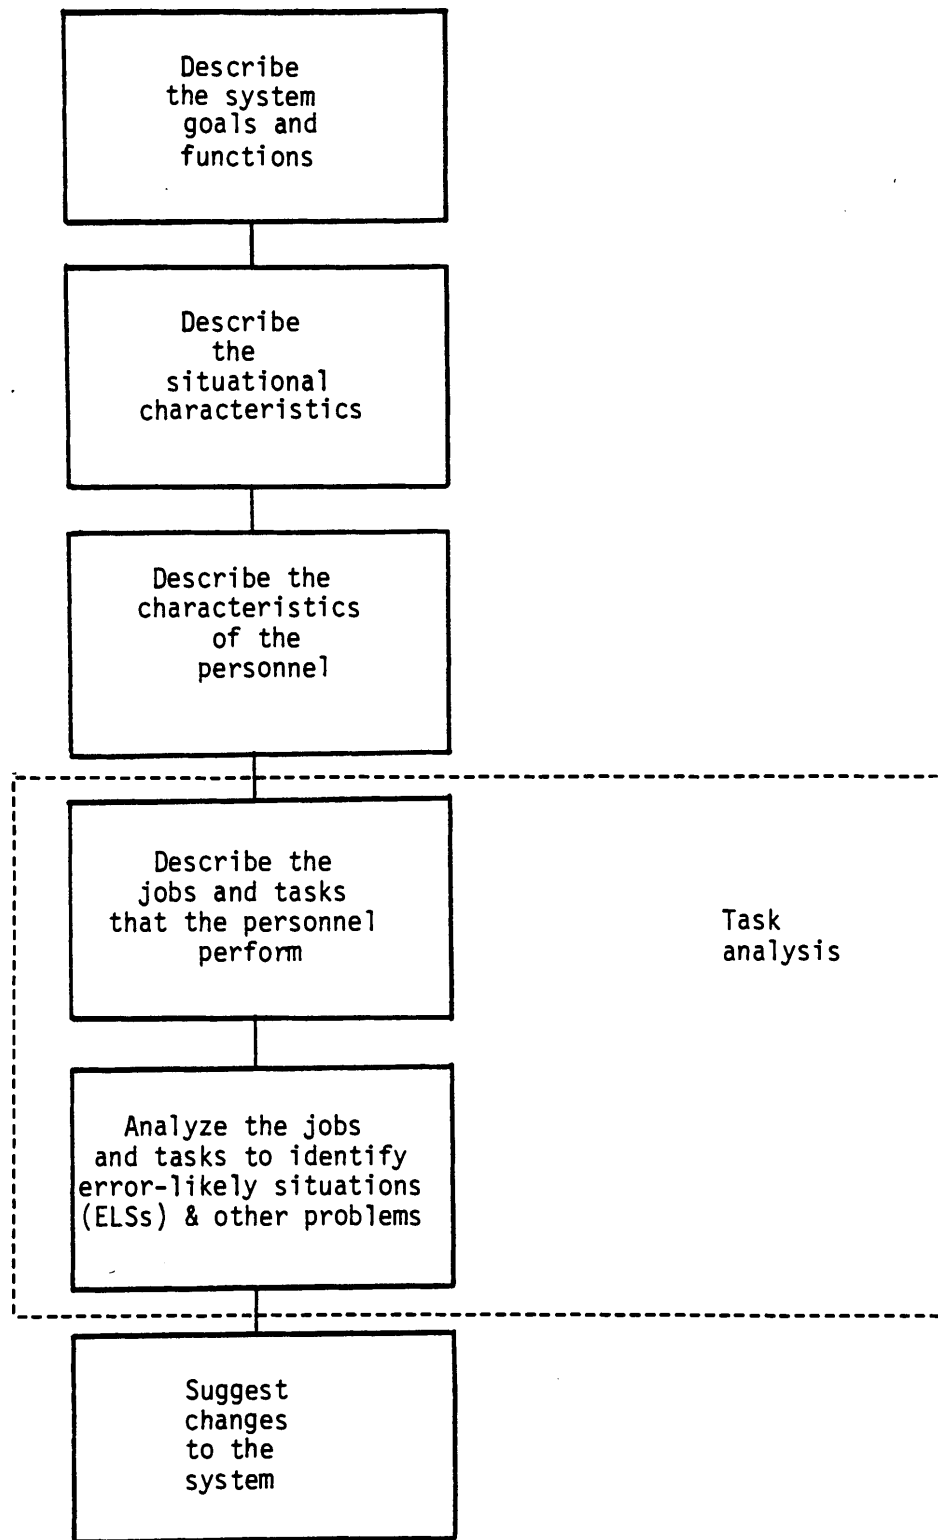 Describe
the system
goals and
functions
Describe
the
situational
characteristics
Describe the
characteristics
of the
personnel
Describe the
jobs and tasks
that the personnel
perform
Task
analysis
Analyze the jobs
and tasks to identify
error-likely situations
(ELSs) & other problems
Suggest
changes
to the
system